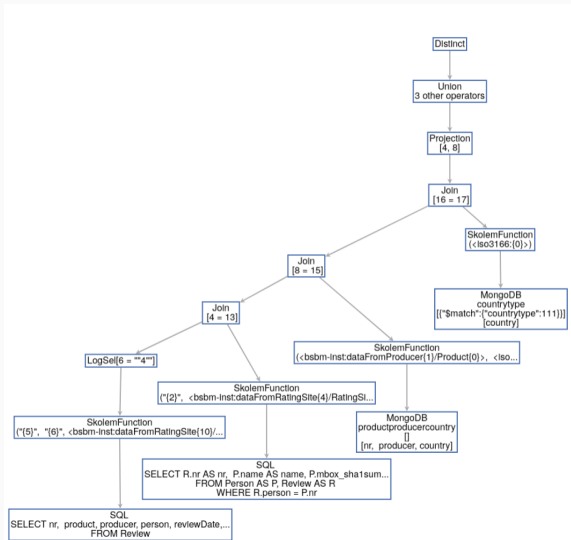 Distinct
Union
3 other operators
Projection
[4, 8]
Join
[16 = 17]
SkolemFunction
(<iso3166:{0}>)
Join
[8 = 15]
MongoDB
countrytype
[{"$match":{"countrytype":111}}]
[country]
Join
[4 = 13]
SkolemFunction
(<bsbm-inst:dataFromProducer{1}/Product{0}>, <iso...
LogSel[6 = ""4""]
SkolemFunction
("{2}", <bsbm-inst:dataFromRatingSite{4}/RatingSi...
MongoDB
productproducercountry
[]
[nr, producer, country]
SkolemFunction
("{5}", "{6}", <bsbm-inst:dataFromRatingSite{10}/...
SQL
SELECT R.nr AS nr, P.name AS name, P.mbox_sha1sum...
FROM Person AS P, Review AS R
WHERE R.person = P.nr
SQL
SELECT nr, product, producer, person, reviewDate,...
FROM Review